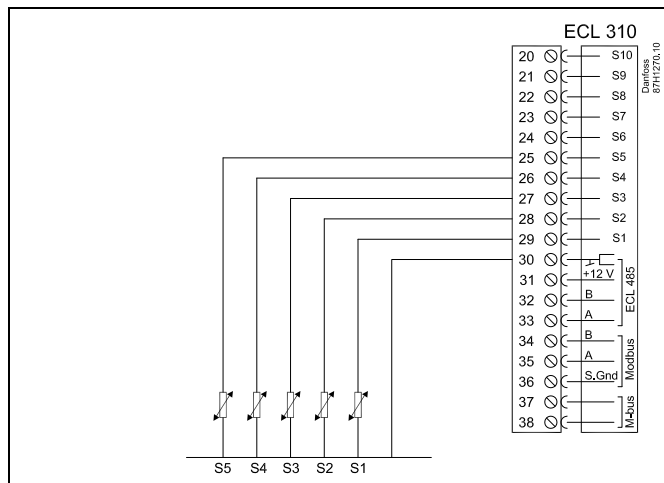 ECL 310
Danfoss
87H1270.10
20 S10
21 S9
22 S8
23 S7
24 S6
25 S5
26 S4
27 S3
28 S2
29 S1
30
31 +12 V
32 B
33 A
ECL 485
34 B
35 A
36 S.Gnd
Modbus
37
38
M-bus
S5 S4 S3 S2 S1